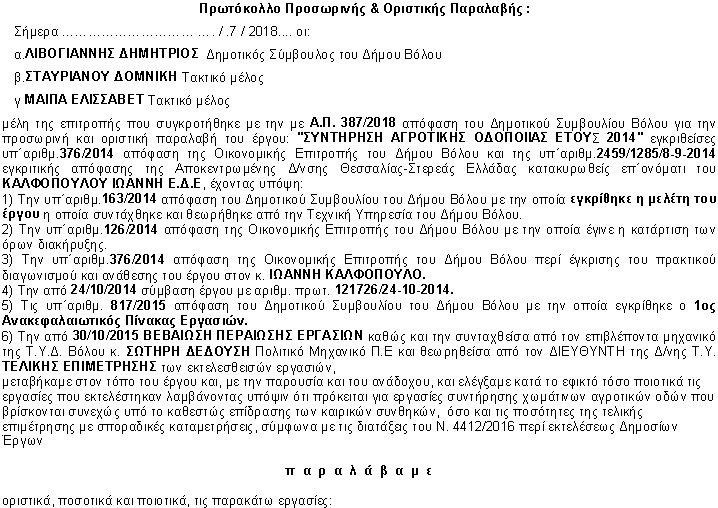 Πρωτόκολλο Προσωρινής & Οριστικής Παραλαβής :
Σήμερα ................................ / .7 / 2018.... οι:
α.ΛΙΒΟΓΙΑΝΝΗΣ ΔΗΜΗΤΡΙΟΣ Δημοτικός Σύμβουλος του Δήμου Βόλου
β.ΣΤΑΥΡΙΑΝΟΥ ΔΟΜΝΙΚΗ Τακτικό μέλος
γ ΜΑΙΠΑ ΕΛΙΣΣΑΒΕΤ Τακτικό μέλος
μέλη της επιτροπής που συγκροτήθηκε με την με Α.Π. 387/2018 απόφαση του Δημοτικού Συμβουλίου Βόλου για την
προσωρινή και οριστική παραλαβή του έργου: "ΣΥΝΤΗΡΗΣΗ ΑΓΡΟΤΙΚΗΣ ΟΔΟΠΟΙΙΑΣ ΕΤΟΥΣ 2014" εγκριθείσες
υπ΄αριθμ.376/2014 απόφαση της Οικονομικής Επιτροπής του Δήμου Βόλου και της υπ΄αριθμ.2459/1285/8-9-2014
εγκριτικής απόφασης της Αποκεντρωμένης Δ/νσης Θεσσαλίας-Στερεάς Ελλάδας κατακυρωθείς επ΄ονόματι του
ΚΑΛΦΟΠΟΥΛΟΥ ΙΩΑΝΝΗ Ε.Δ.Ε, έχοντας υπόψη:
1) Την υπ΄αριθμ.163/2014 απόφαση του Δημοτικού Συμβουλίου του Δήμου Βόλου με την οποία εγκρίθηκε η μελέτη του
έργου η οποία συντάχθηκε και θεωρήθηκε από την Τεχνική Υπηρεσία του Δήμου Βόλου.
2) Την υπ΄αριθμ.126/2014 απόφαση της Οικονομικής Επιτροπής του Δήμου Βόλου με την οποία έγινε η κατάρτιση των
όρων διακήρυξης.
3) Την υπ΄αριθμ.376/2014 απόφαση της Οικονομικής Επιτροπής του Δήμου Βόλου περί έγκρισης του πρακτικού
διαγωνισμού και ανάθεσης του έργου στον κ. ΙΩΑΝΝΗ ΚΑΛΦΟΠΟΥΛΟ.
4) Την από 24/10/2014 σύμβαση έργου με αριθμ. πρωτ. 121726/24-10-2014.
5) Τις υπ΄αριθμ. 817/2015 απόφαση του Δημοτικού Συμβουλίου του Δήμου Βόλου με την οποία εγκρίθηκε ο 1ος
Ανακεφαλαιωτικός Πίνακας Εργασιών.
6) Την από 30/10/2015 ΒΕΒΑΙΩΣΗ ΠΕΡΑΙΩΣΗΣ ΕΡΓΑΣΙΩΝ καθώς και την συνταχθείσα από τον επιβλέποντα μηχανικό
της Τ.Υ.Δ. Βόλου κ. ΣΩΤΗΡΗ ΔΕΔΟΥΣΗ Πολιτικό Μηχανικό Π.Ε και θεωρηθείσα από τον ΔΙΕΥΘΥΝΤΗ της Δ/νης Τ.Υ.
ΤΕΛΙΚΗΣ ΕΠΙΜΕΤΡΗΣΗΣ των εκτελεσθεισών εργασιών,
μεταβήκαμε στον τόπο του έργου και, με την παρουσία και του ανάδοχου, και ελέγξαμε κατά το εφικτό τόσο ποιοτικά τις
εργασίες που εκτελέστηκαν λαμβάνοντας υπόψιν ότι πρόκειται για εργασίες συντήρησης χωμάτινων αγροτικών οδών που
βρίσκονται συνεχώς υπό το καθεστώς επίδρασης των καιρικών συνθηκών, όσο και τις ποσότητες της τελικής
επιμέτρησης με σποραδικές καταμετρήσεις, σύμφωνα με τις διατάξεις του Ν. 4412/2016 περί εκτελέσεως Δημοσίων
Έργων
π α ρ α λ ά β α μ ε
οριστικά, ποσοτικά και ποιοτικά, τις παρακάτω εργασίες: